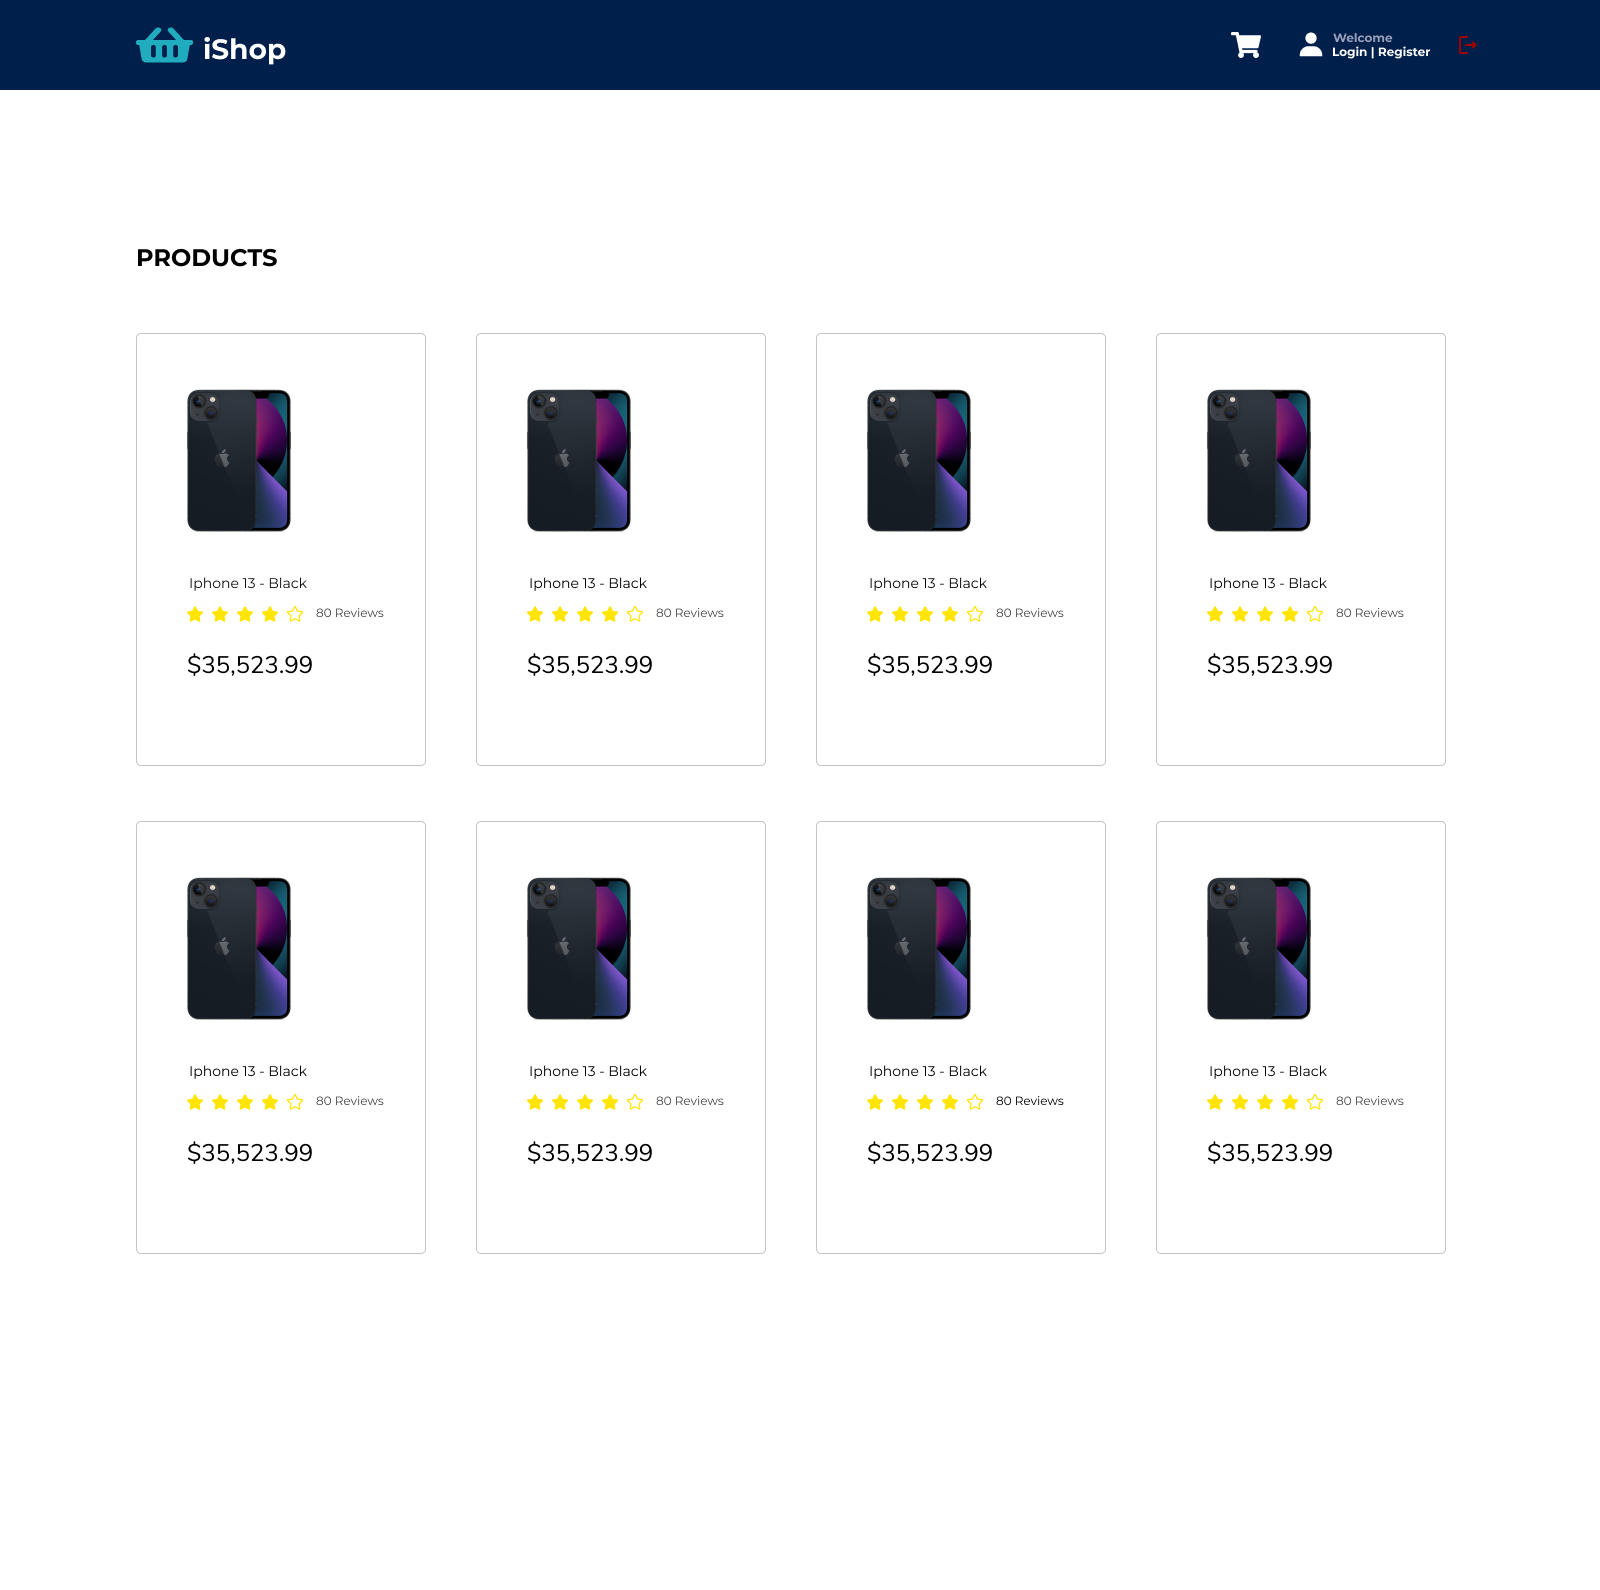 iShop
Welcome
Login | Register
PRODUCTS
Iphone 13 - Black
80 Reviews
$35,523.99
Iphone 13 - Black
80 Reviews
$35,523.99
Iphone 13 - Black
80 Reviews
$35,523.99
Iphone 13 - Black
80 Reviews
$35,523.99
Iphone 13 - Black
80 Reviews
$35,523.99
Iphone 13 - Black
80 Reviews
$35,523.99
Iphone 13 - Black
80 Reviews
$35,523.99
Iphone 13 - Black
80 Reviews
$35,523.99